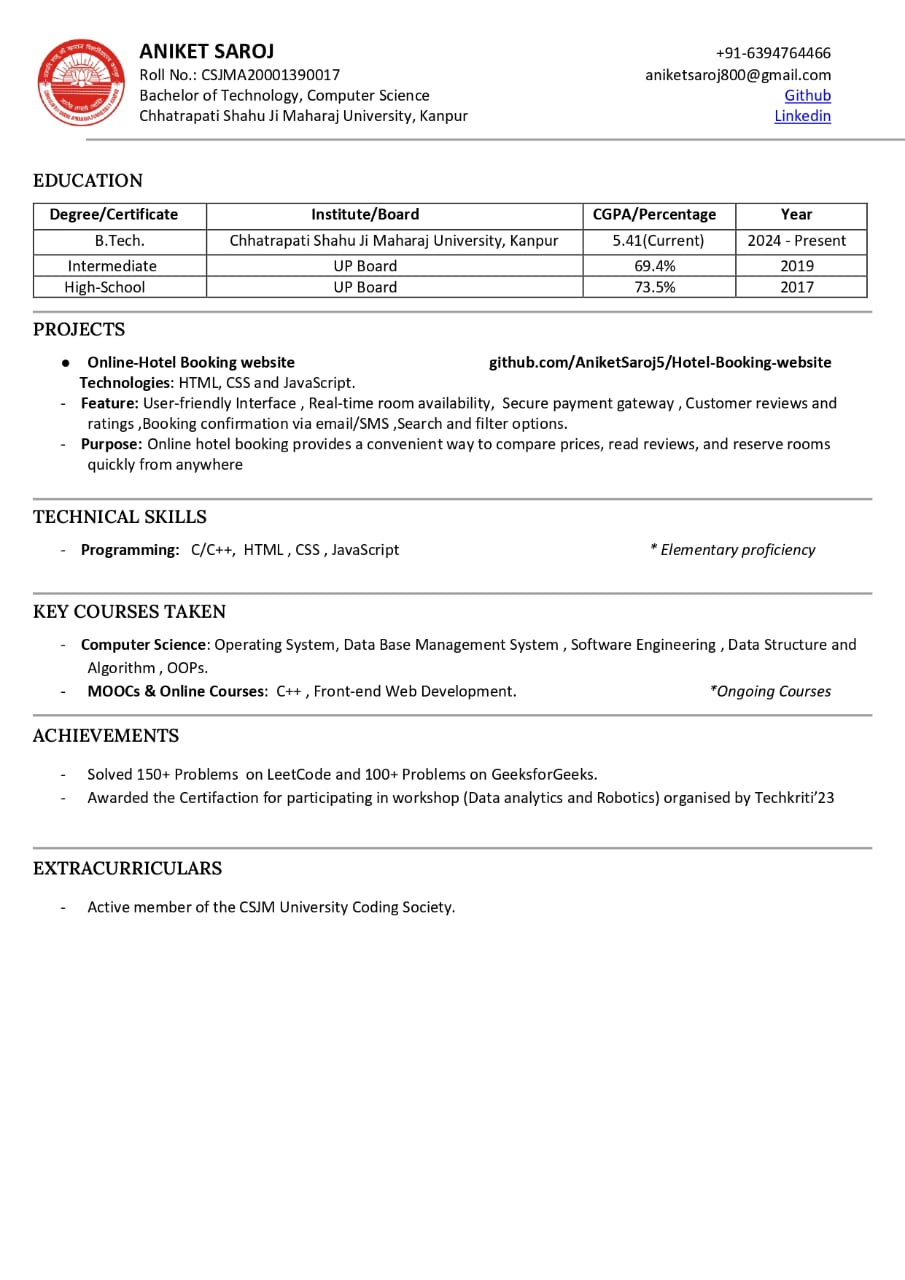 ANIKET SAROJ
Roll No.: CSJMA20001390017
Bachelor of Technology, Computer Science
Chhatrapati Shahu Ji Maharaj University, Kanpur
+91-6394764466
aniketsaroj800@gmail.com
Github
Linkedin
EDUCATION
Degree/Certificate Institute/Board CGPA/Percentage Year
B.Tech. Chhatrapati Shahu Ji Maharaj University, Kanpur 5.41(Current) 2024 - Present
Intermediate UP Board 69.4% 2019
High-School UP Board 73.5% 2017
PROJECTS
● Online-Hotel Booking website github.com/AniketSaroj5/Hotel-Booking-website
Technologies: HTML, CSS and JavaScript.
- Feature: User-friendly Interface , Real-time room availability, Secure payment gateway , Customer reviews and
ratings ,Booking confirmation via email/SMS ,Search and filter options.
- Purpose: Online hotel booking provides a convenient way to compare prices, read reviews, and reserve rooms
quickly from anywhere
TECHNICAL SKILLS
- Programming: C/C++, HTML , CSS , JavaScript * Elementary proficiency
KEY COURSES TAKEN
- Computer Science: Operating System, Data Base Management System , Software Engineering , Data Structure and
Algorithm , OOPs.
- MOOCs & Online Courses: C++ , Front-end Web Development. *Ongoing Courses
ACHIEVEMENTS
- Solved 150+ Problems on LeetCode and 100+ Problems on GeeksforGeeks.
- Awarded the Certifaction for participating in workshop (Data analytics and Robotics) organised by Techkriti’23
EXTRACURRICULARS
- Active member of the CSJM University Coding Society.